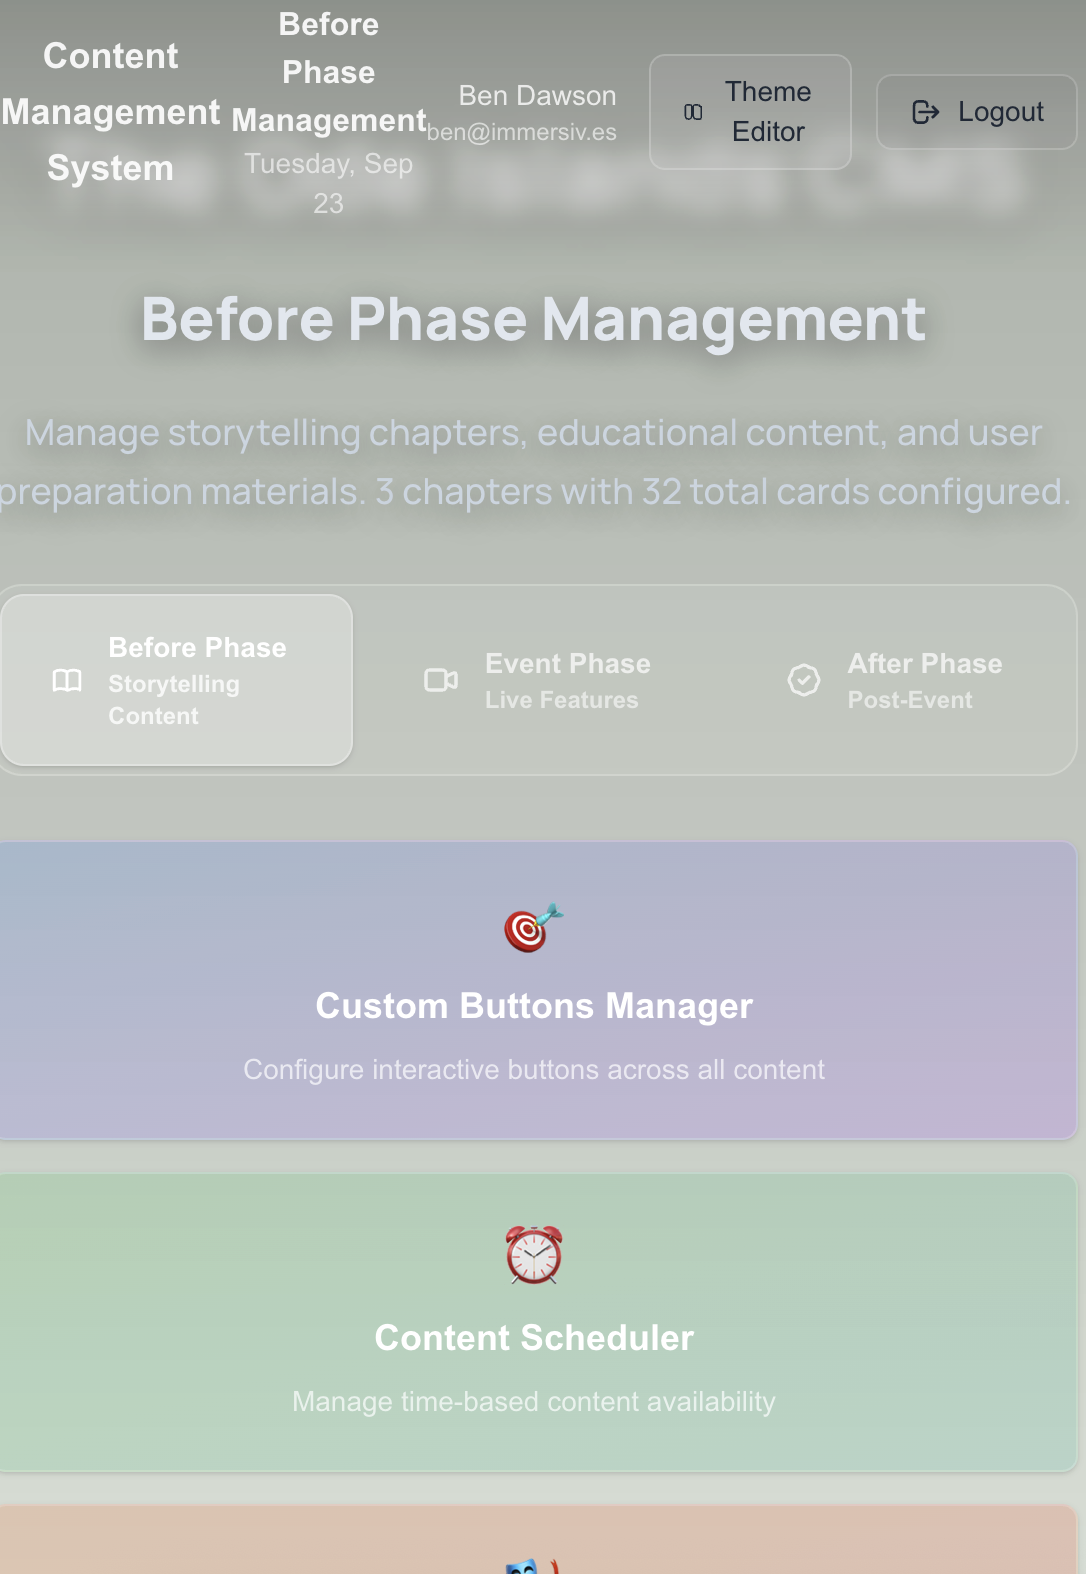 Content
Management
System
Before
Phase
Management
Tuesday, Sep
23
Ben Dawson
ben@immersiv.es
Theme
Editor
Logout
Before Phase Management
Manage storytelling chapters, educational content, and user
preparation materials. 3 chapters with 32 total cards configured.
Before Phase
Storytelling
Content
Event Phase
Live Features
After Phase
Post-Event
Custom Buttons Manager
Configure interactive buttons across all content
Content Scheduler
Manage time-based content availability